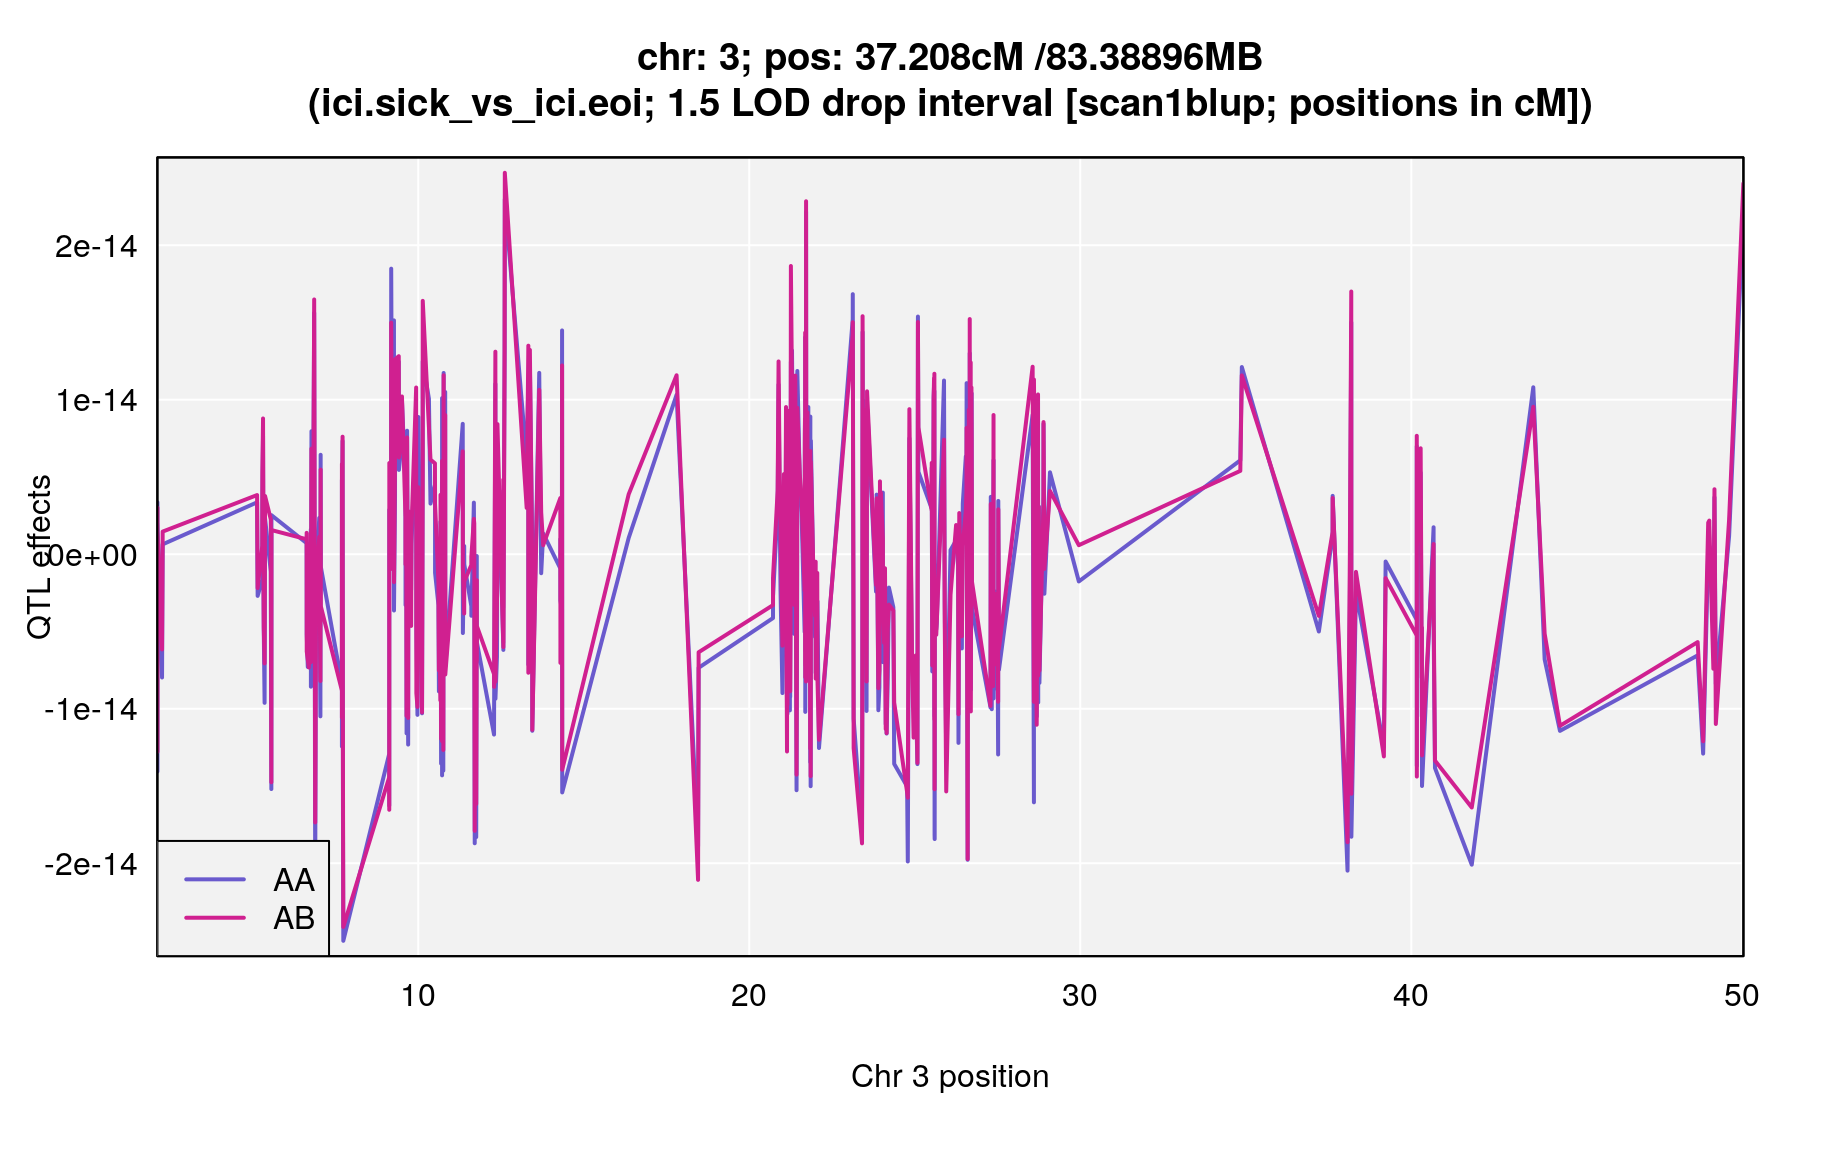 chr: 3; pos: 37.208cM /83.38896MB
(ici.sick_vs_ici.eoi; 1.5 LOD drop interval [scan1blup; positions in cM])
QTL effects
2e-14
1e-14
0e+00
-1e-14
-2e-14
AA
AB
10 20 30 40 50
Chr 3 position